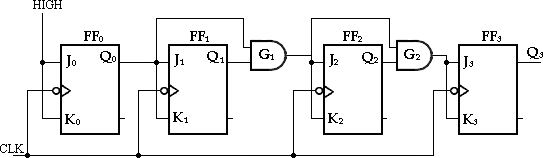 HIGH
FF0 FF1 FF2 FF3
J0 Q0 J1 Q1 G1 J2 Q2 G2 J3 Q3
K0 K1 K2 K3
CLK